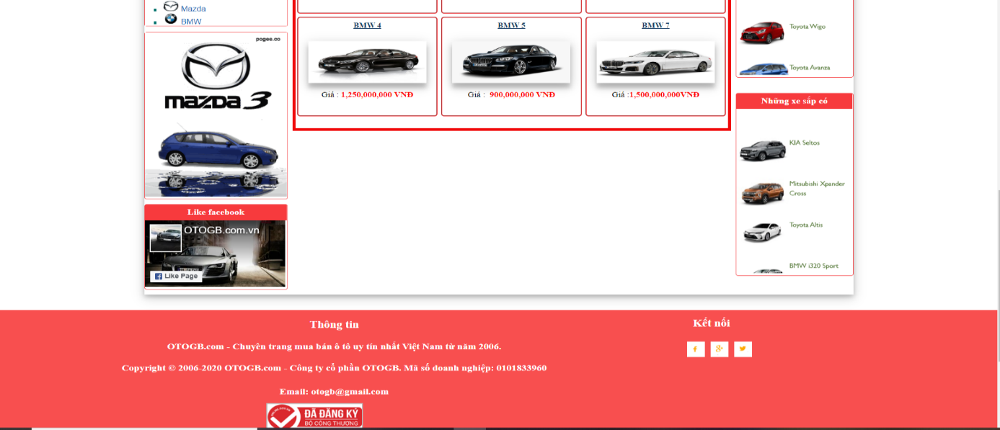 Mazda
BMW
pogee.co
mazda 3
Like facebook
OTOGB.com.vn
Like Page
BMW 4
Giá : 1,250,000,000 VNĐ
BMW 5
Giá : 900,000,000 VNĐ
BMW 7
Giá :1,500,000,000VNĐ
Toyota Wigo
Toyota Avanza
Những xe sắp có
KIA Seltos
Mitsubishi Xpander
Cross
Toyota Altis
BMW i320 Sport
Thông tin
OTOGB.com - Chuyên trang mua bán ô tô uy tín nhất Việt Nam từ năm 2006.
Copyright © 2006-2020 OTOGB.com - Công ty cổ phần OTOGB. Mã số doanh nghiệp: 0101833960
Email: otogb@gmail.com
ĐÃ ĐĂNG KÝ
BỘ CÔNG THƯƠNG
Kết nối